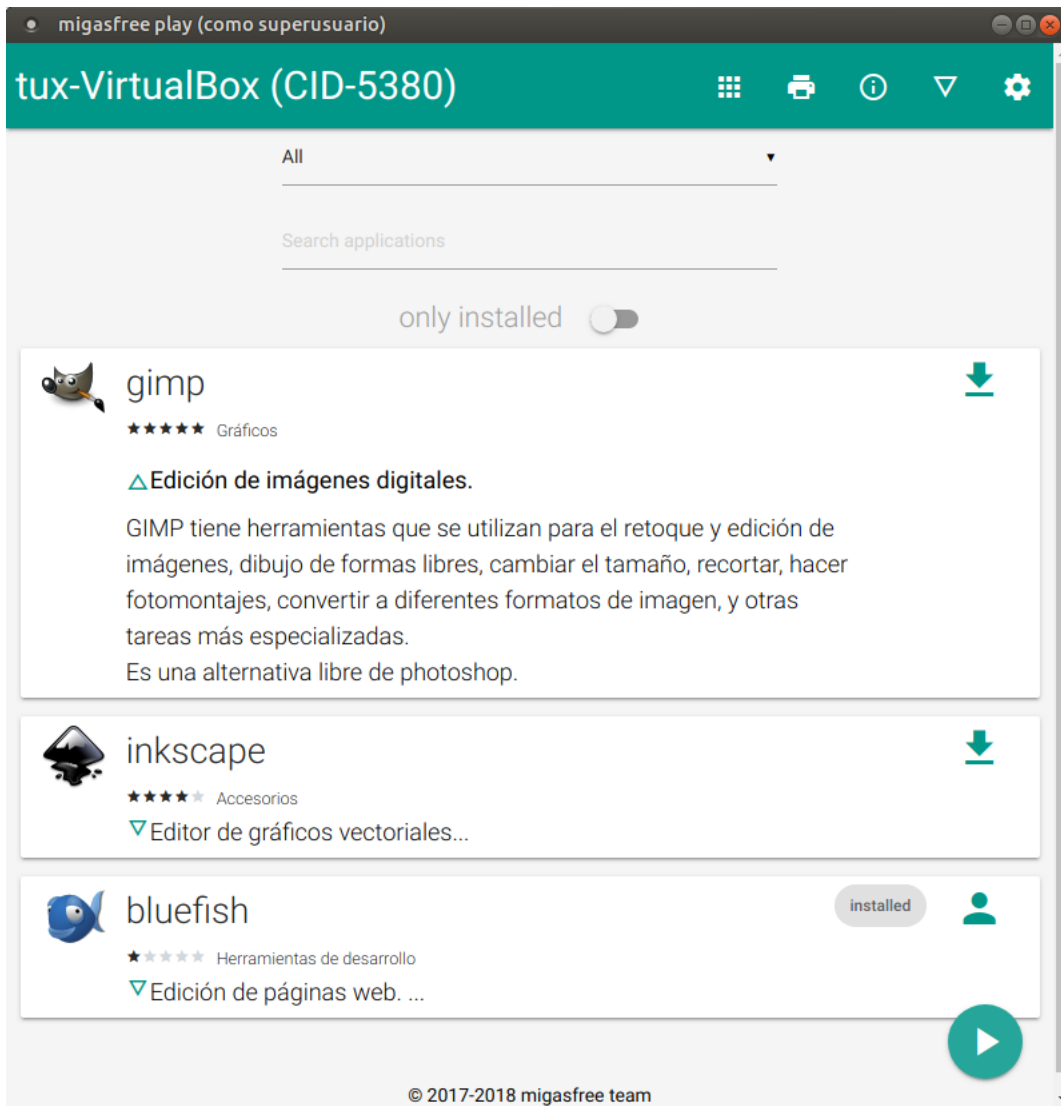 migasfree play (como superusuario)
tux-VirtualBox (CID-5380)
All
Search applications
only installed
gimp
Gráficos
Edición de imágenes digitales.
GIMP tiene herramientas que se utilizan para el retoque y edición de
imágenes, dibujo de formas libres, cambiar el tamaño, recortar, hacer
fotomontajes, convertir a diferentes formatos de imagen, y otras
tareas más especializadas.
Es una alternativa libre de photoshop.
inkscape
Accesorios
Editor de gráficos vectoriales...
bluefish
installed
Herramientas de desarrollo
Edición de páginas web. ...
© 2017-2018 migasfree team